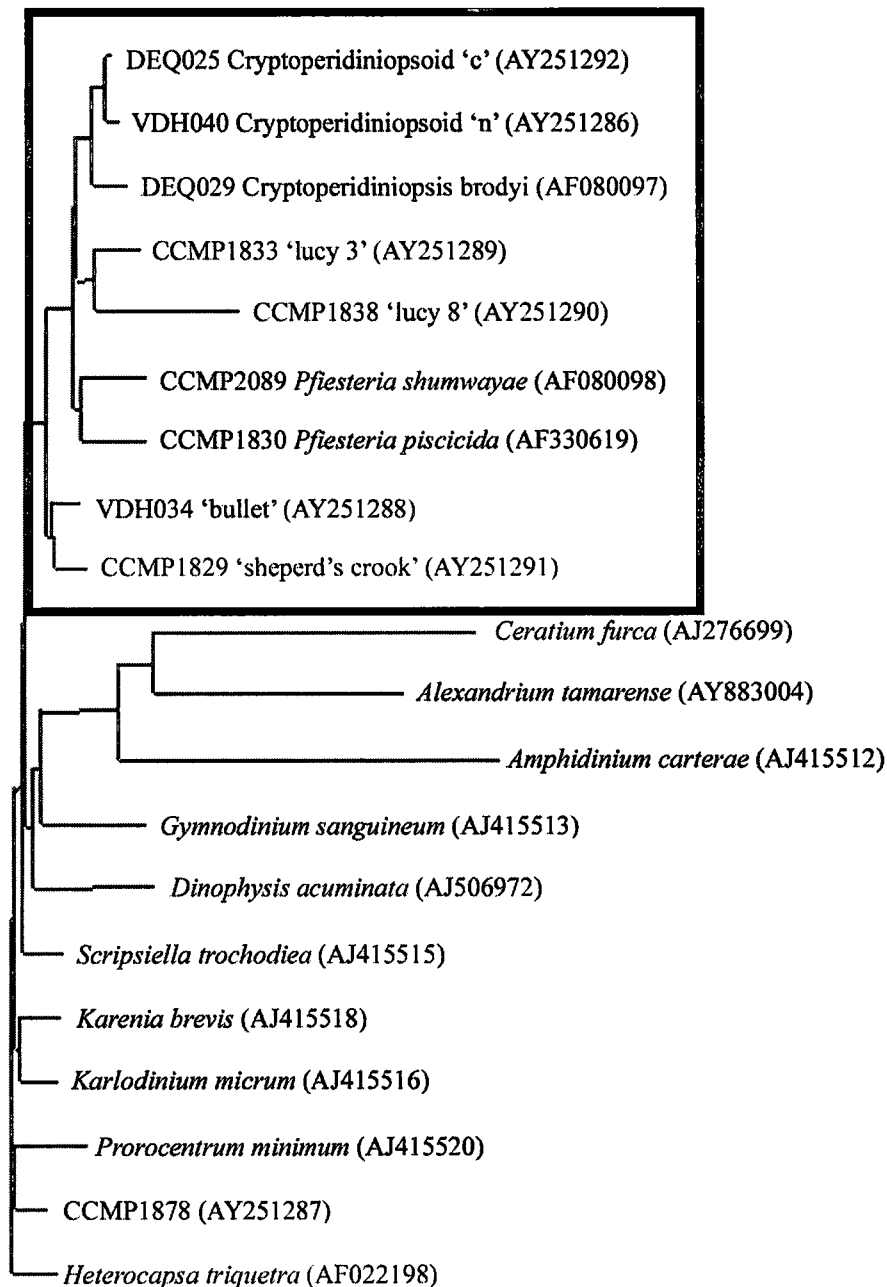 DEQ025 Cryptoperidiniopsoid ‘c’ (AY251292)
VDH040 Cryptoperidiniopsoid ‘n’ (AY251286)
DEQ029 Cryptoperidiniopsis brodyi (AF080097)
CCMP1833 ‘lucy 3’ (AY251289)
CCMP1838 ‘lucy 8’ (AY251290)
CCMP2089 Pfiesteria shumwayae (AF080098)
CCMP1830 Pfiesteria piscicida (AF330619)
VDH034 ‘bullet’ (AY251288)
CCMP1829 ‘sheperd’s crook’ (AY251291)
Ceratium furca (AJ276699)
Alexandrium tamarense (AY883004)
Amphidinium carterae (AJ415512)
Gymnodinium sanguineum (AJ415513)
Dinophysis acuminata (AJ506972)
Scripsiella trochodiea (AJ415515)
Karenia brevis (AJ415518)
Karlodinium micrum (AJ415516)
Prorocentrum minimum (AJ415520)
CCMP1878 (AY251287)
Heterocapsa triquetra (AF022198)